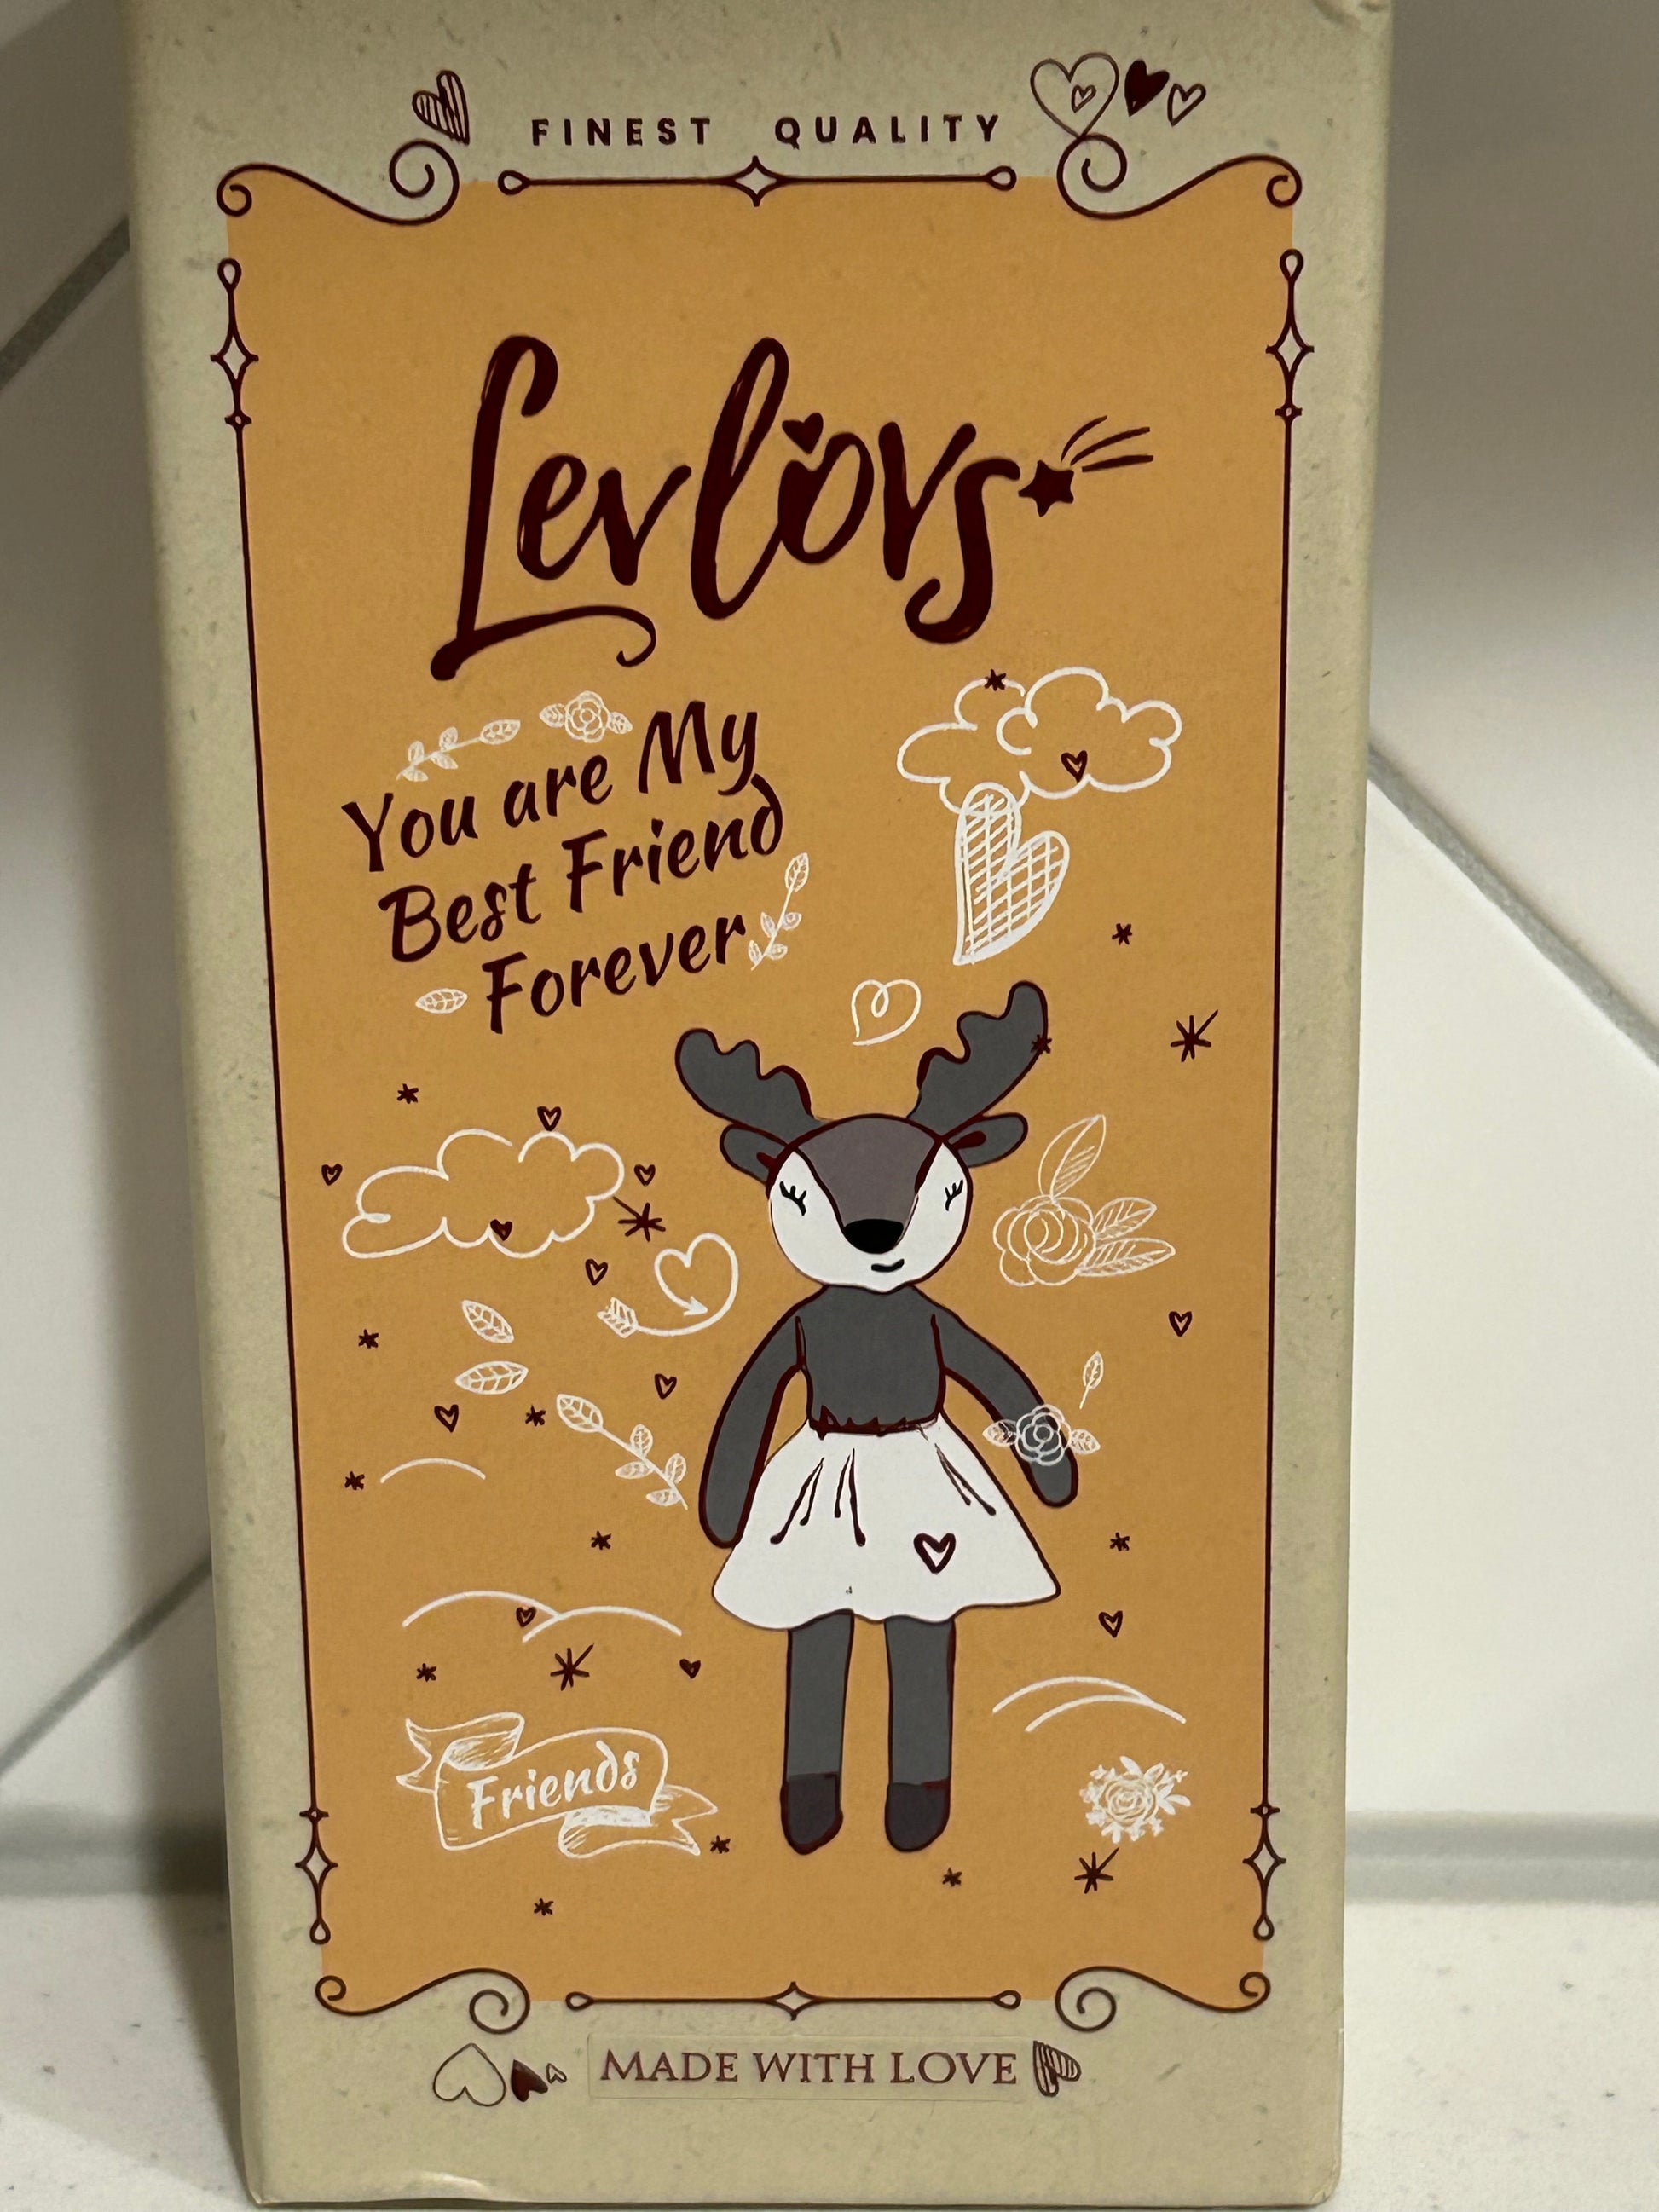 FINEST QUALITY
Levlovs
You are My
Best Friend
Forever
Friends
MADE WITH LOVE